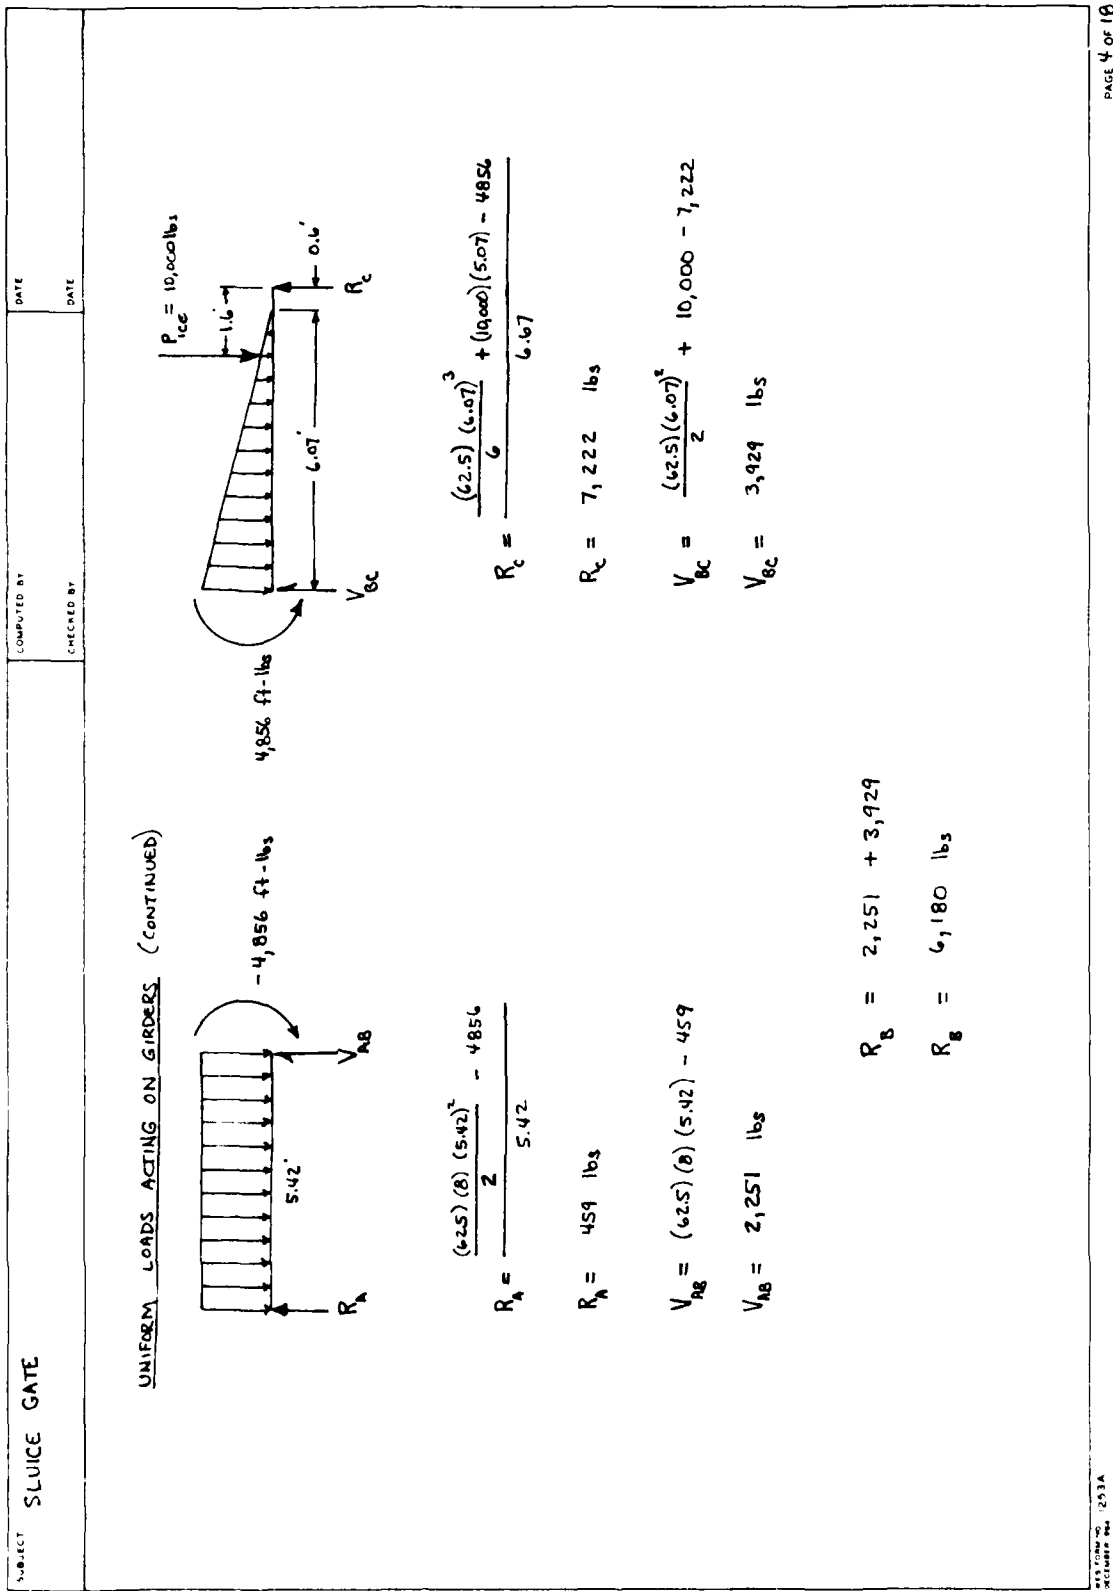 SUBJECT SLUICE GATE
COMPUTED BY
DATE
CHECKED BY
DATE
UNIFORM LOADS ACTING ON GIRDERS (CONTINUED)
-4,856 ft-lbs
4,856 ft-lbs
5.42'
R_A
V_AB
P_ice = 10,000 lbs
1.6'
6.07'
0.6'
V_BC
R_C
R_A = ((62.5)(8)(5.42)²/2 - 4856)/5.42
R_A = 459 lbs
V_AB = (62.5)(8)(5.42) - 459
V_AB = 2,251 lbs
R_C = ((62.5)(6.07)³/6 + (10,000)(5.07) - 4856)/6.67
R_C = 7,222 lbs
V_BC = (62.5)(6.07)²/2 + 10,000 - 7,222
V_BC = 3,929 lbs
R_B = 2,251 + 3,929
R_B = 6,180 lbs
FORM NO. 1253A
DECEMBER
PAGE 4 OF 18